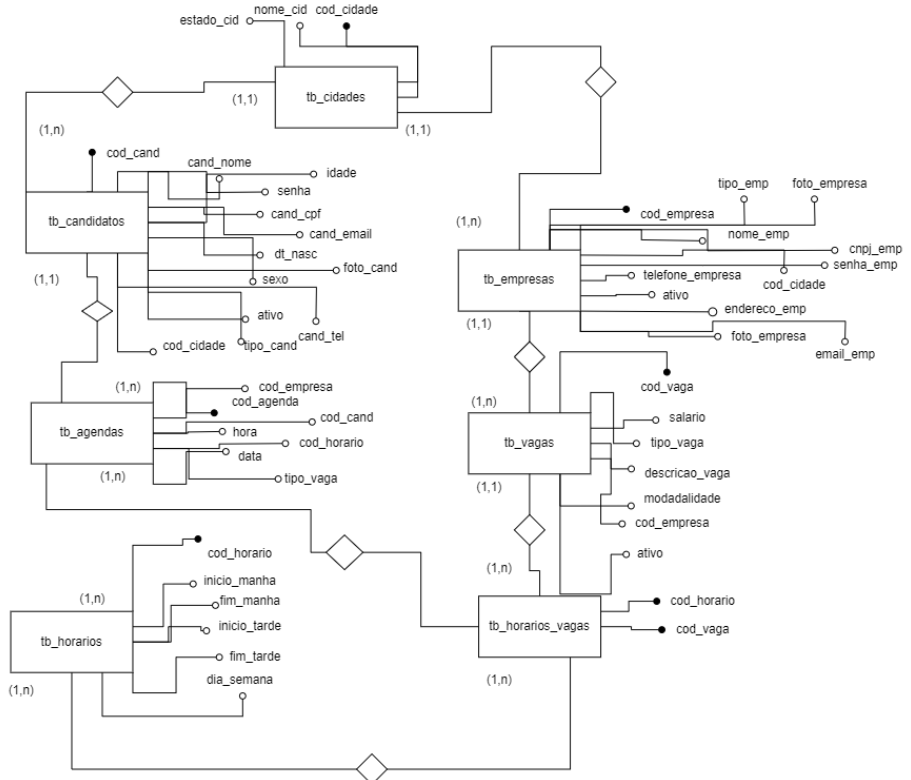 nome_cid
cod_cidade
estado_cid
tb_cidades
(1,1)
(1,1)
(1,n)
cod_cand
cand_nome
idade
senha
tb_candidatos
cand_cpf
cand_email
dt_nasc
foto_cand
sexo
(1,1)
ativo
cand_tel
tipo_cand
cod_cidade
tipo_emp
foto_empresa
cod_empresa
(1,n)
nome_emp
cnpj_emp
senha_emp
tb_empresas
telefone_empresa
cod_cidade
ativo
endereco_emp
(1,1)
foto_empresa
email_emp
(1,n)
cod_empresa
cod_agenda
cod_cand
tb_agendas
hora
cod_horario
data
(1,n)
tipo_vaga
cod_vaga
(1,n)
salario
tb_vagas
tipo_vaga
descricao_vaga
(1,1)
modadalidade
cod_empresa
ativo
cod_horario
inicio_manha
(1,n)
fim_manha
inicio_tarde
tb_horarios
fim_tarde
dia_semana
(1,n)
(1,n)
cod_horario
tb_horarios_vagas
cod_vaga
(1,n)